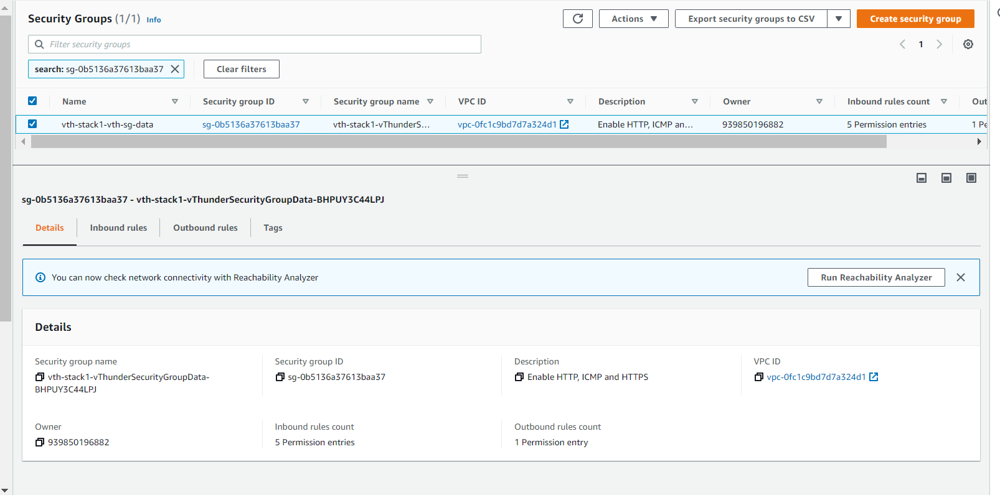 Security Groups (1/1) Info
Actions
Export security groups to CSV
Create security group
Filter security groups
1
search: sg-0b5136a37613baa37
Clear filters
Name Security group ID Security group name VPC ID Description Owner Inbound rules count Out
vth-stack1-vth-sg-data sg-0b5136a37613baa37 vth-stack1-vThunderS... vpc-0fc1c9bd7d7a324d1 Enable HTTP, ICMP an... 939850196882 5 Permission entries 1 Pe
sg-0b5136a37613baa37 - vth-stack1-vThunderSecurityGroupData-BHPUY3C44LPJ
Details Inbound rules Outbound rules Tags
You can now check network connectivity with Reachability Analyzer
Run Reachability Analyzer
Details
Security group name
vth-stack1-vThunderSecurityGroupData-
BHPUY3C44LPJ
Security group ID
sg-0b5136a37613baa37
Description
Enable HTTP, ICMP and HTTPS
VPC ID
vpc-0fc1c9bd7d7a324d1
Owner
939850196882
Inbound rules count
5 Permission entries
Outbound rules count
1 Permission entry